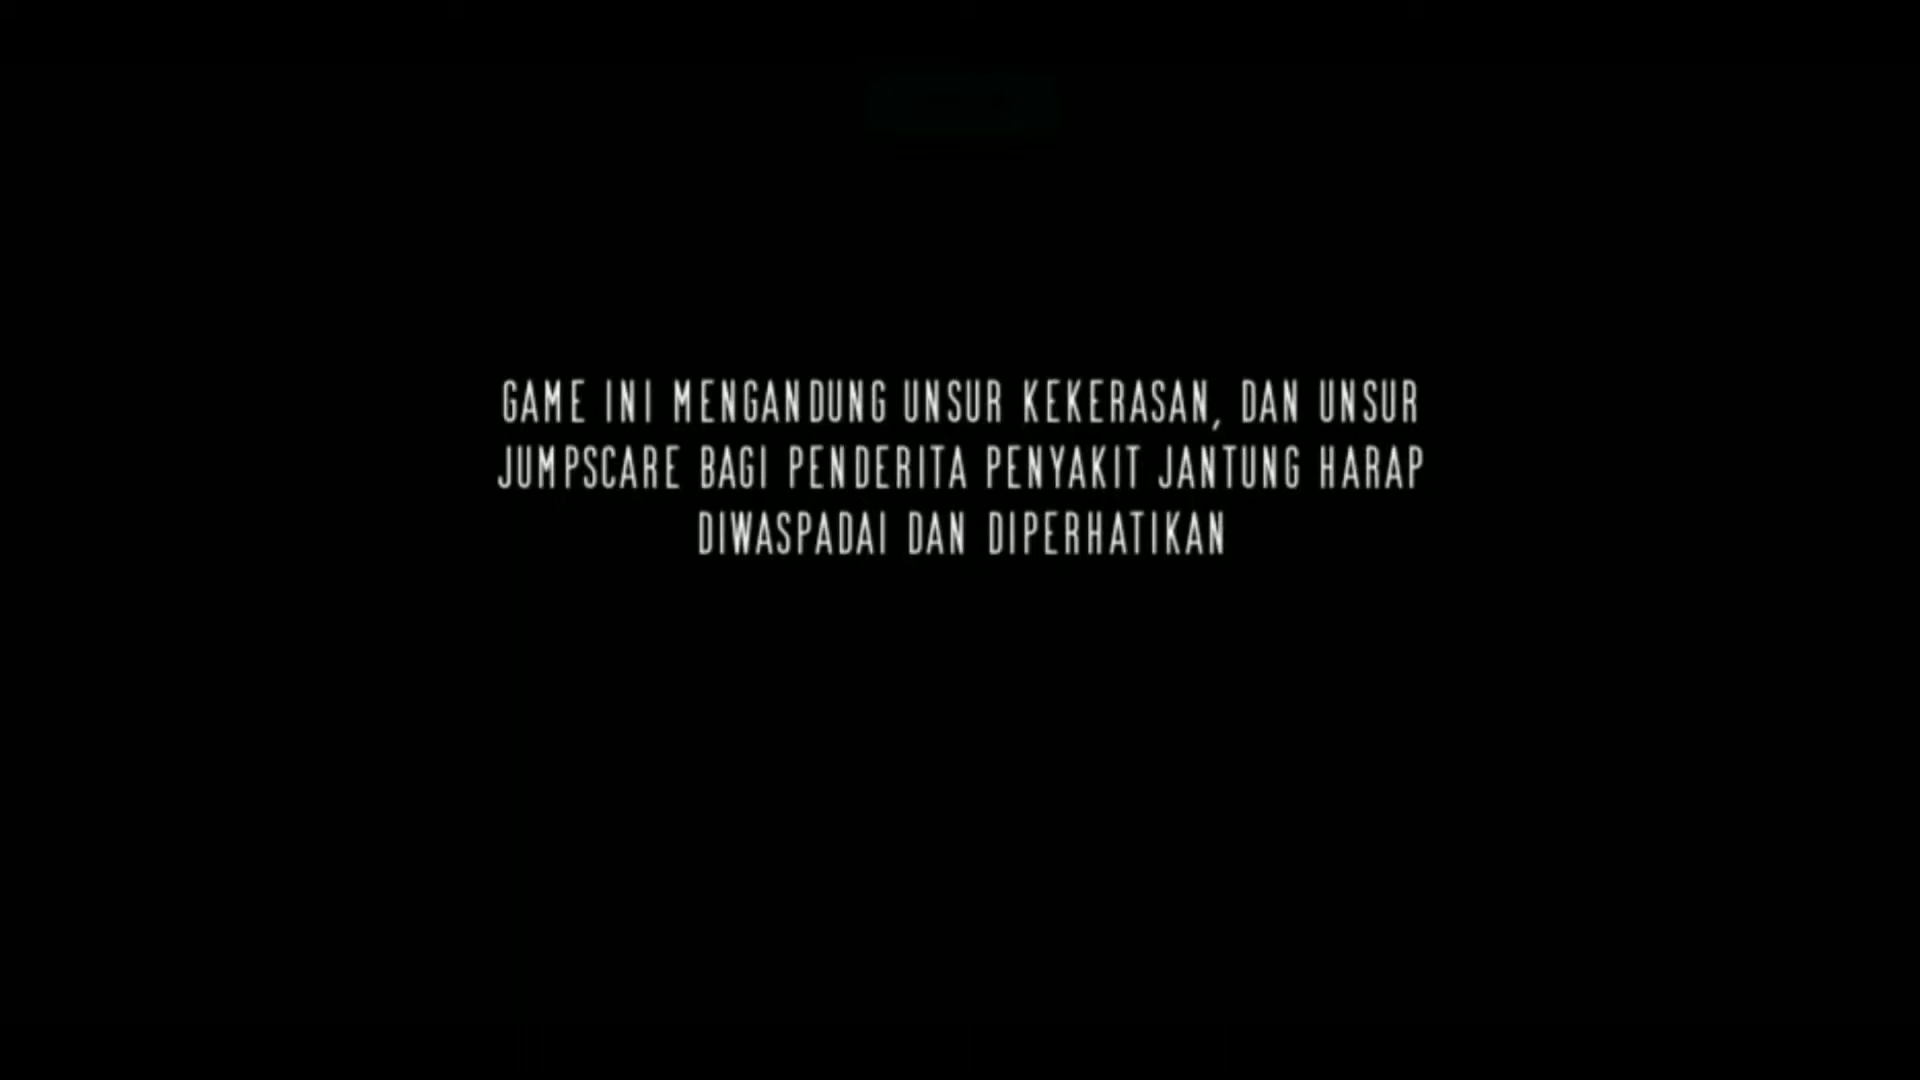 GAME INI MENGANDUNG UNSUR KEKERASAN, DAN UNSUR
JUMPSCARE BAGI PENDERITA PENYAKIT JANTUNG HARAP
DIWASPADAI DAN DIPERHATIKAN